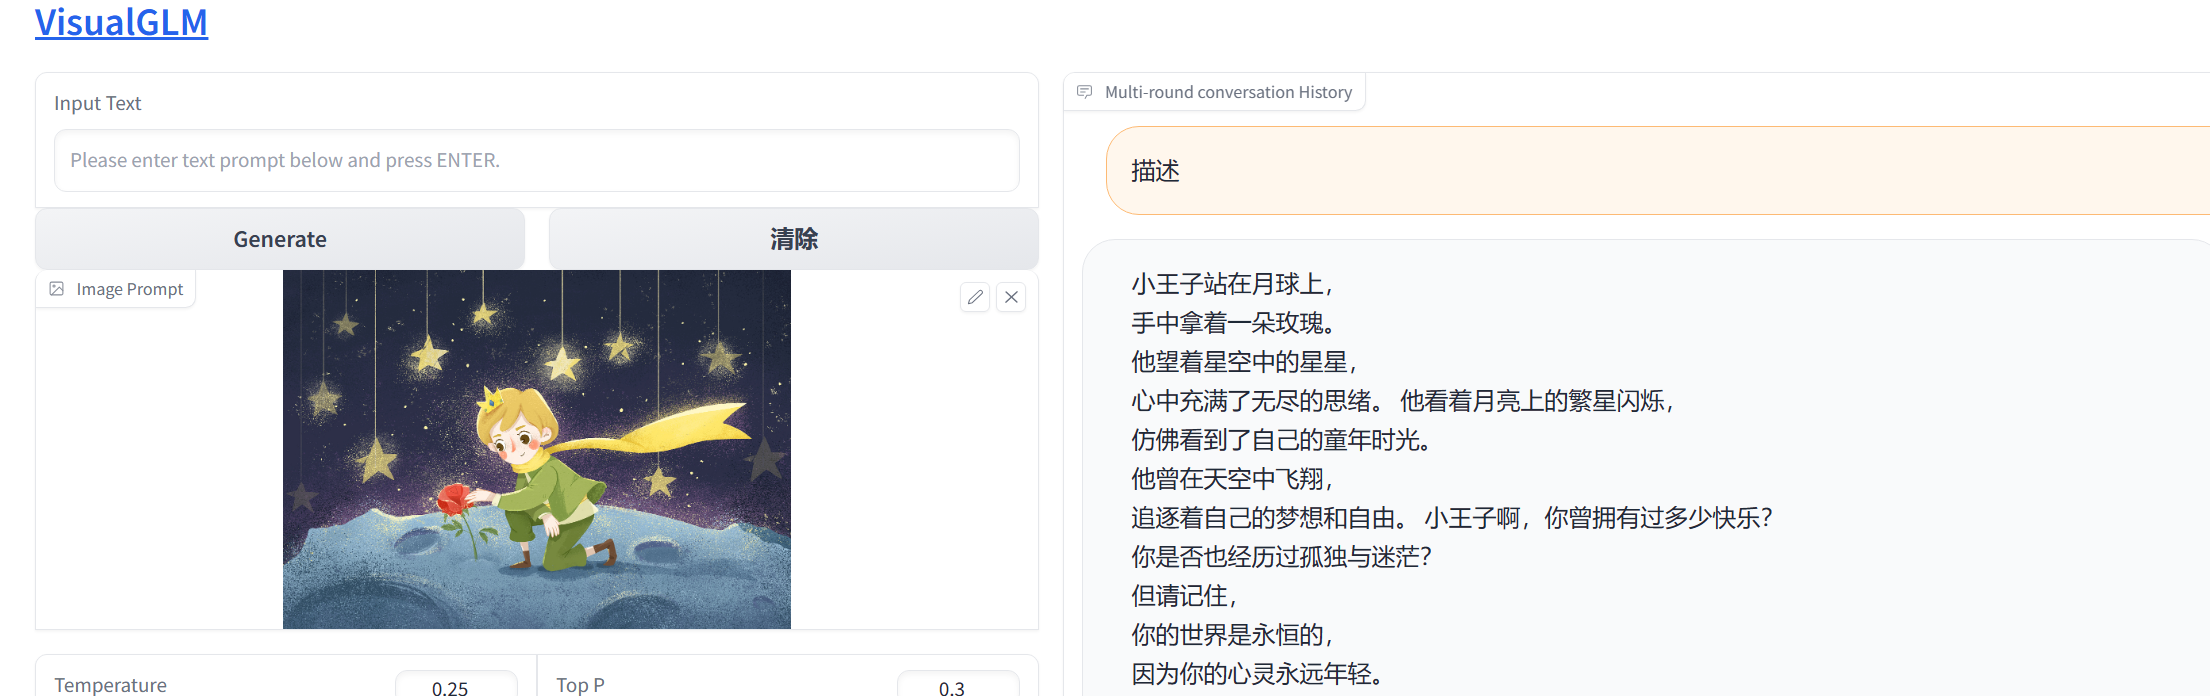 VisualGLM
Input Text
Please enter text prompt below and press ENTER.
Generate
清除
Image Prompt
Temperature
0.25
Top P
0.3
Multi-round conversation History
描述
小王子站在月球上，
手中拿着一朵玫瑰。
他望着星空中的星星，
心中充满了无尽的思绪。 他看着月亮上的繁星闪烁，
仿佛看到了自己的童年时光。
他曾在天空中飞翔，
追逐着自己的梦想和自由。 小王子啊，你曾拥有过多少快乐？
你是否也经历过孤独与迷茫？
但请记住，
你的世界是永恒的，
因为你的心灵永远年轻。